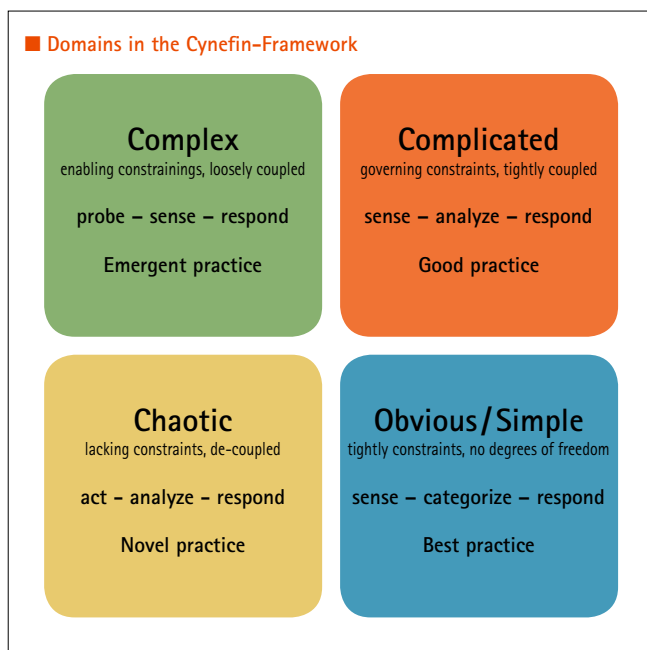 Domains in the Cynefin-Framework
Complex
enabling constrainings, loosely coupled
probe – sense – respond
Emergent practice
Complicated
governing constraints, tightly coupled
sense – analyze – respond
Good practice
Chaotic
lacking constraints, de-coupled
act – analyze – respond
Novel practice
Obvious/Simple
tightly constraints, no degrees of freedom
sense – categorize – respond
Best practice